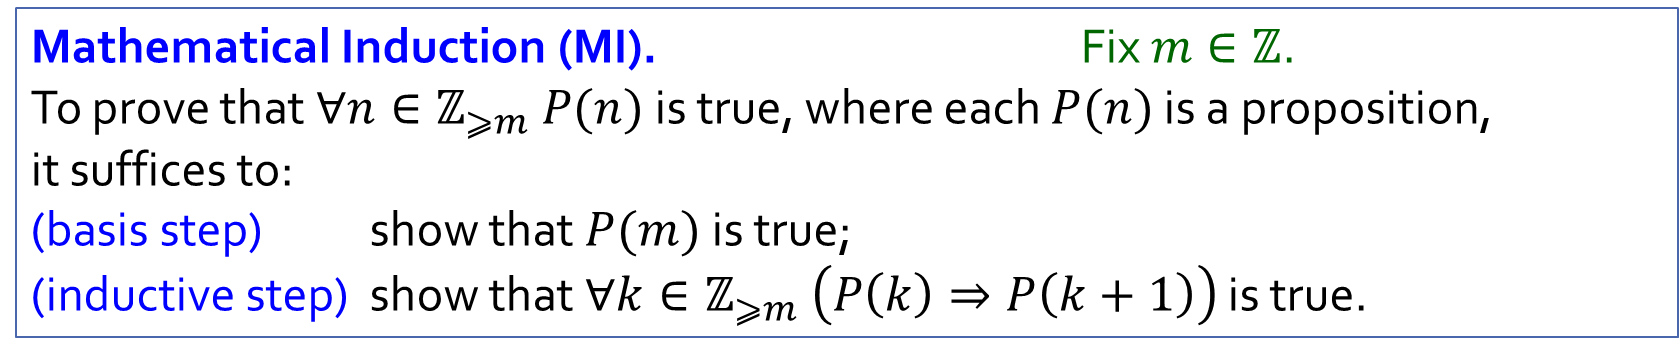 Mathematical Induction (MI). Fix m ∈ ℤ.
To prove that ∀n ∈ ℤ⩾m P(n) is true, where each P(n) is a proposition,
it suffices to:
(basis step) show that P(m) is true;
(inductive step) show that ∀k ∈ ℤ⩾m (P(k) ⇒ P(k + 1)) is true.